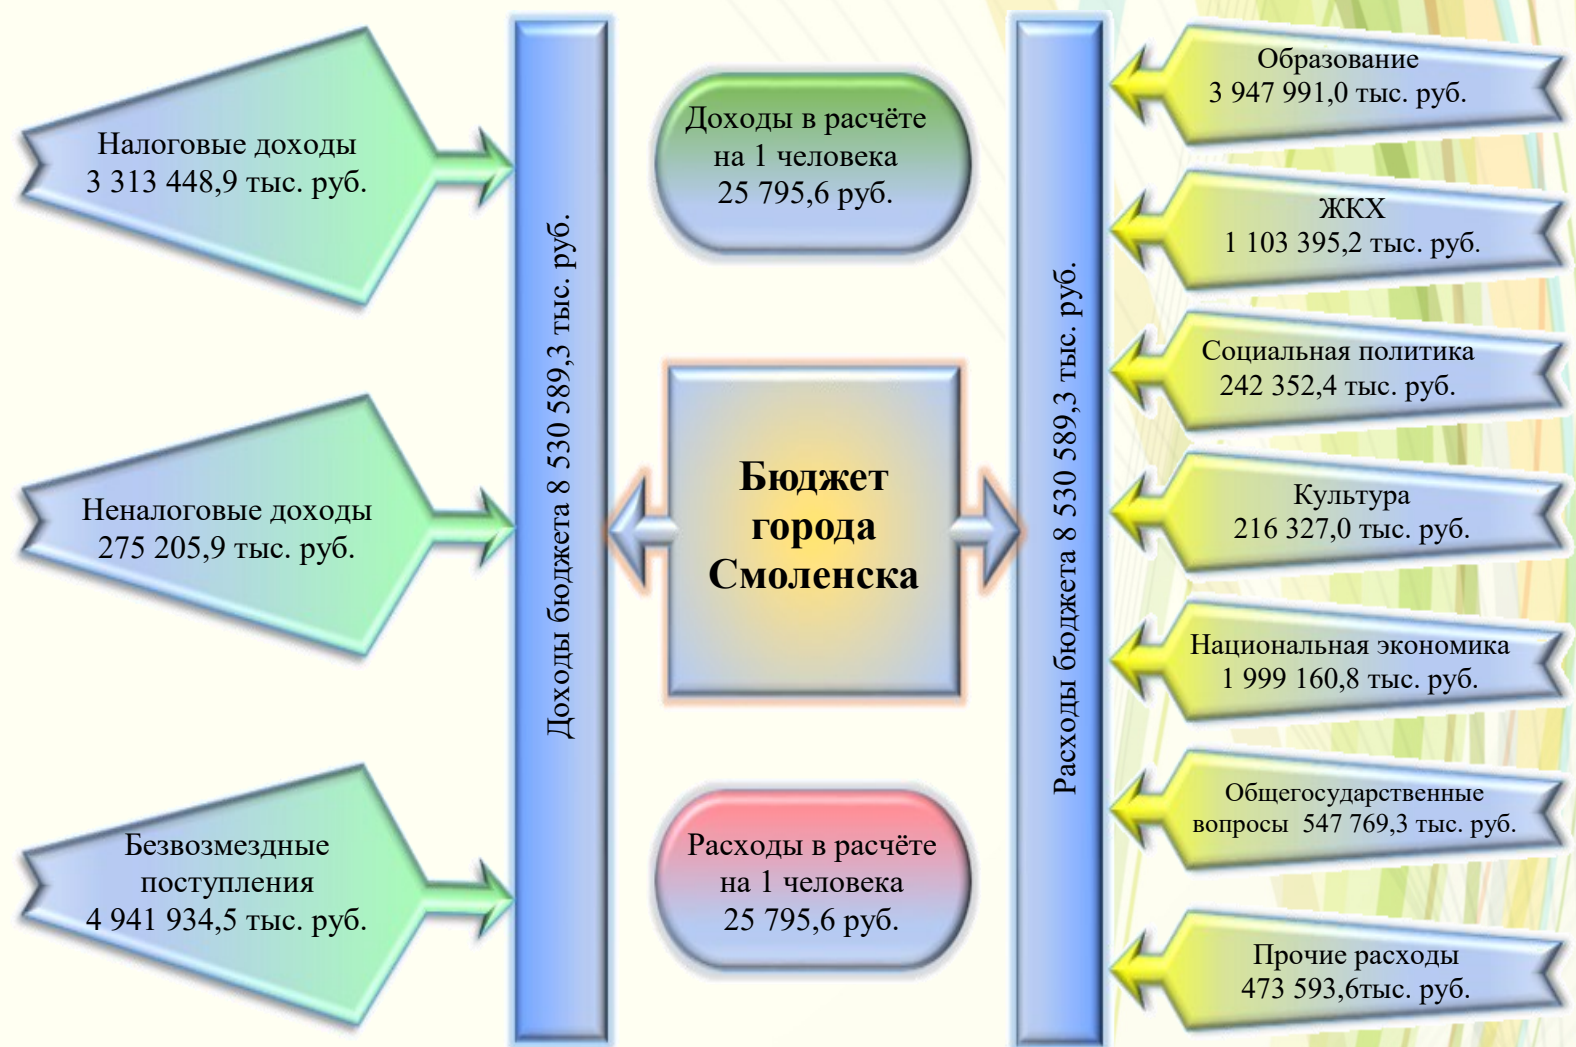 Налоговые доходы
3 313 448,9 тыс. руб.
Неналоговые доходы
275 205,9 тыс. руб.
Безвозмездные
поступления
4 941 934,5 тыс. руб.
Доходы бюджета 8 530 589,3 тыс. руб.
Доходы в расчёте
на 1 человека
25 795,6 руб.
Бюджет
города
Смоленска
Расходы в расчёте
на 1 человека
25 795,6 руб.
Расходы бюджета 8 530 589,3 тыс. руб.
Образование
3 947 991,0 тыс. руб.
ЖКХ
1 103 395,2 тыс. руб.
Социальная политика
242 352,4 тыс. руб.
Культура
216 327,0 тыс. руб.
Национальная экономика
1 999 160,8 тыс. руб.
Общегосударственные
вопросы 547 769,3 тыс. руб.
Прочие расходы
473 593,6тыс. руб.